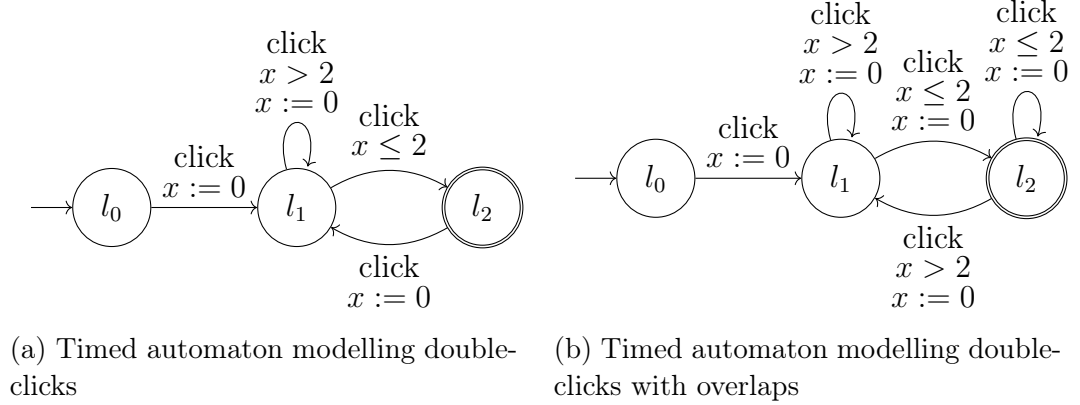 click
x > 2
x := 0
click
x ≤ 2
click
x := 0
l₀
l₁
l₂
click
x := 0
(a) Timed automaton modelling double-
clicks
click
x > 2
x := 0
click
x ≤ 2
x := 0
click
x ≤ 2
x := 0
click
x := 0
l₀
l₁
l₂
click
x > 2
x := 0
(b) Timed automaton modelling double-
clicks with overlaps